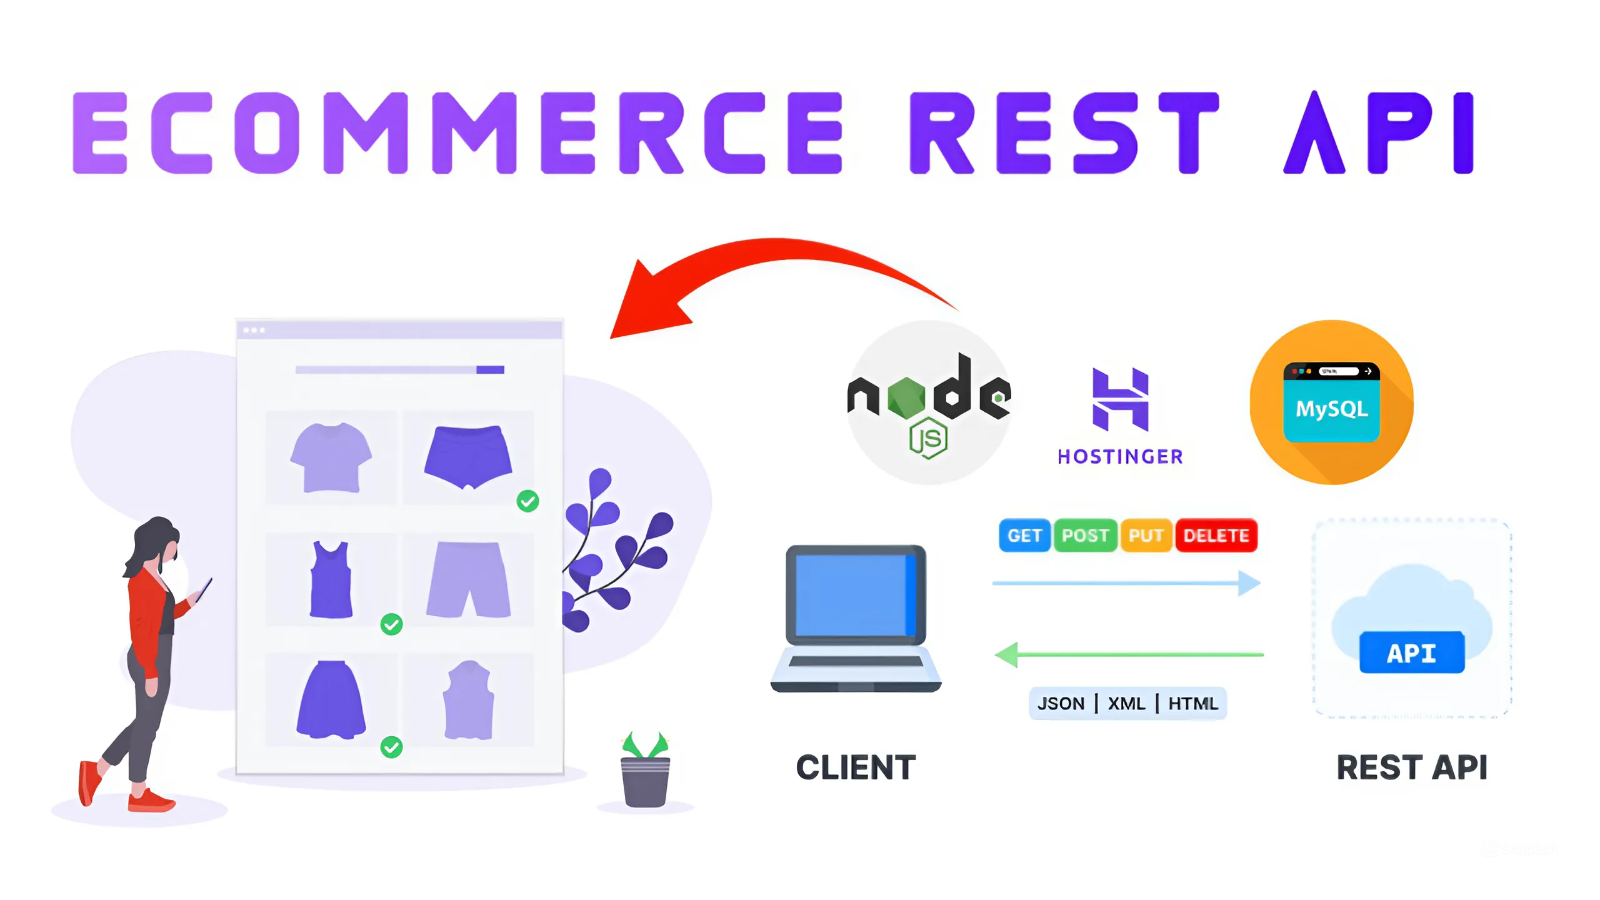 ECOMMERCE REST API
node
JS
HOSTINGER
MySQL
GET POST PUT DELETE
API
JSON | XML | HTML
CLIENT
REST API